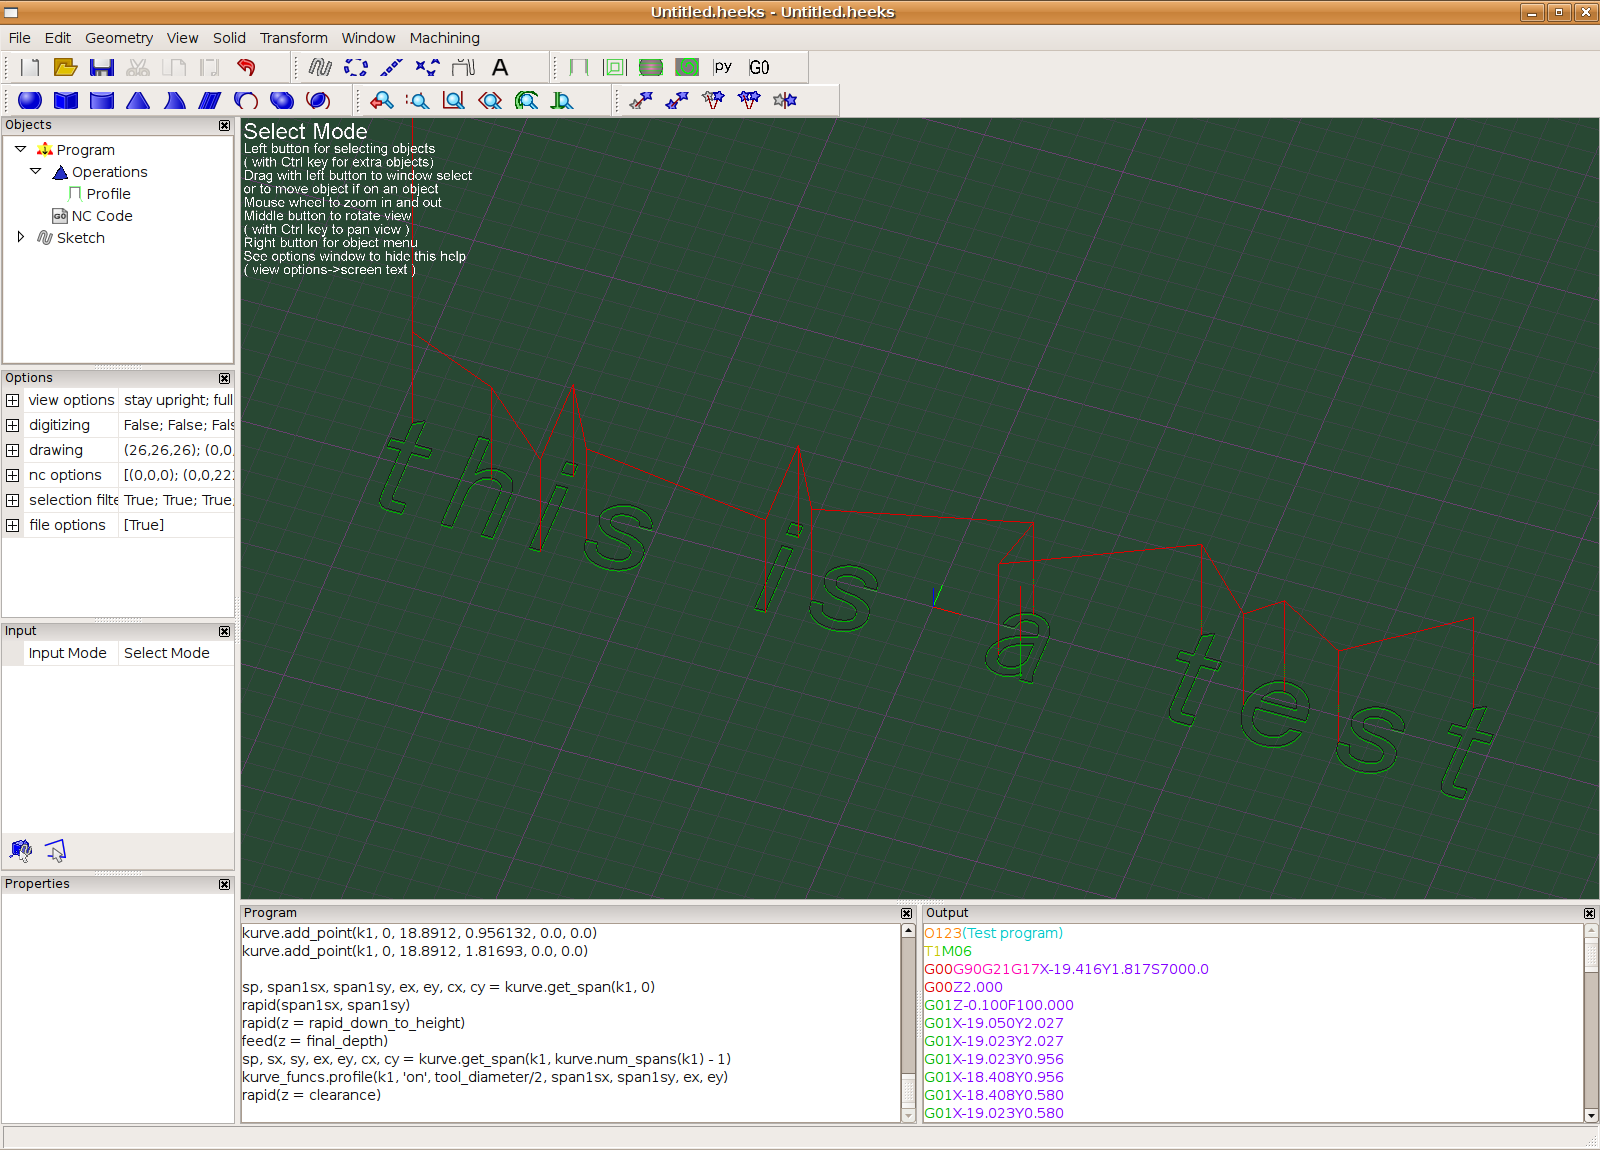 Untitled.heeks - Untitled.heeks
File Edit Geometry View Solid Transform Window Machining
A py G0
Objects
Program
Operations
Profile
G0 NC Code
Sketch
Select Mode
Left button for selecting objects
( with Ctrl key for extra objects)
Drag with left button to window select
or to move object if on an object
Mouse wheel to zoom in and out
Middle button to rotate view
( with Ctrl key to pan view )
Right button for object menu
See options window to hide this help
( view options->screen text )
Options
view options stay upright; full
digitizing False; False; Fals
drawing (26,26,26); (0,0,
nc options [(0,0,0); (0,0,22
selection filte True; True; True,
file options [True]
this is a test
Input
Input Mode Select Mode
Properties
Program
kurve.add_point(k1, 0, 18.8912, 0.956132, 0.0, 0.0)
kurve.add_point(k1, 0, 18.8912, 1.81693, 0.0, 0.0)
sp, span1sx, span1sy, ex, ey, cx, cy = kurve.get_span(k1, 0)
rapid(span1sx, span1sy)
rapid(z = rapid_down_to_height)
feed(z = final_depth)
sp, sx, sy, ex, ey, cx, cy = kurve.get_span(k1, kurve.num_spans(k1) - 1)
kurve_funcs.profile(k1, 'on', tool_diameter/2, span1sx, span1sy, ex, ey)
rapid(z = clearance)
Output
O123(Test program)
T1M06
G00G90G21G17X-19.416Y1.817S7000.0
G00Z2.000
G01Z-0.100F100.000
G01X-19.050Y2.027
G01X-19.023Y2.027
G01X-19.023Y0.956
G01X-18.408Y0.956
G01X-18.408Y0.580
G01X-19.023Y0.580